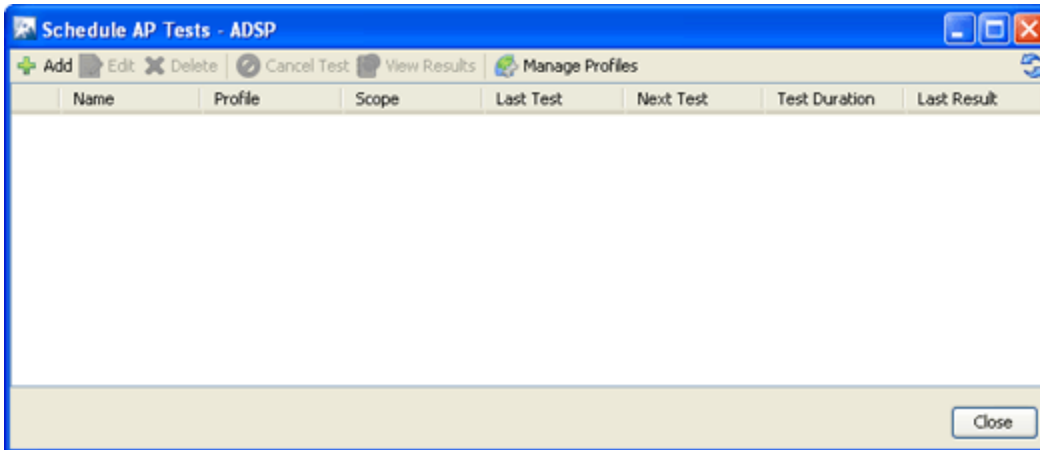 Schedule AP Tests - ADSP
Add Edit Delete Cancel Test View Results Manage Profiles
Name Profile Scope Last Test Next Test Test Duration Last Result
Close